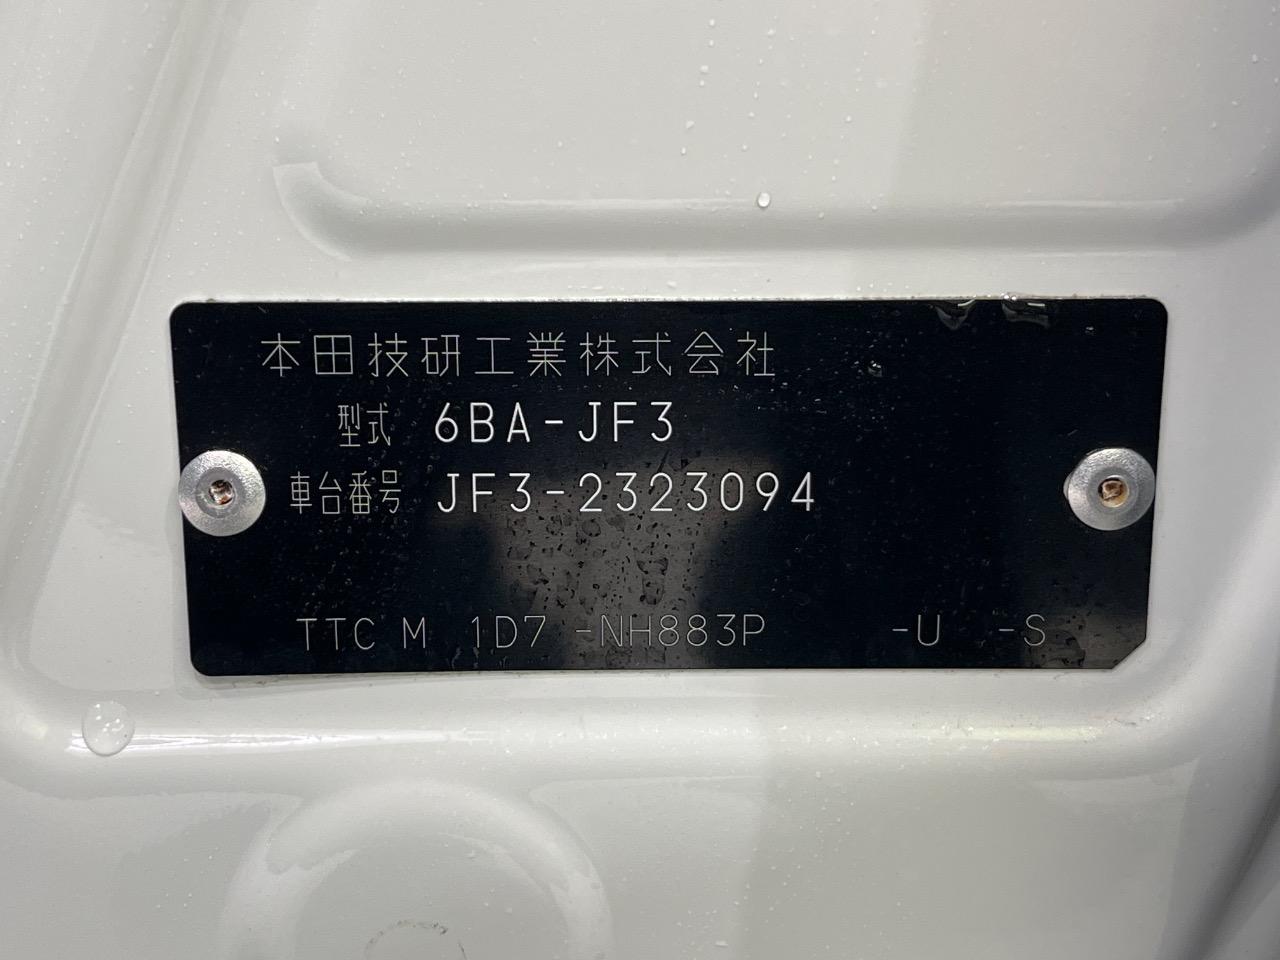 本田技研工業株式会社
型式 6BA-JF3
車台番号 JF3-2323094
TTC M 1D7 -NH883P -U -S